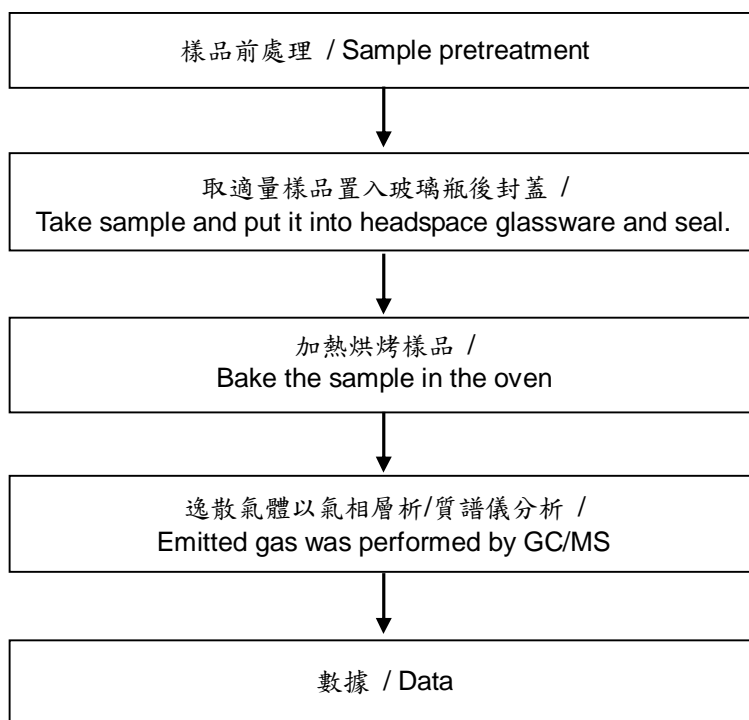 樣品前處理 / Sample pretreatment
取適量樣品置入玻璃瓶後封蓋 /
Take sample and put it into headspace glassware and seal.
加熱烘烤樣品 /
Bake the sample in the oven
逸散氣體以氣相層析/質譜儀分析 /
Emitted gas was performed by GC/MS
數據 / Data